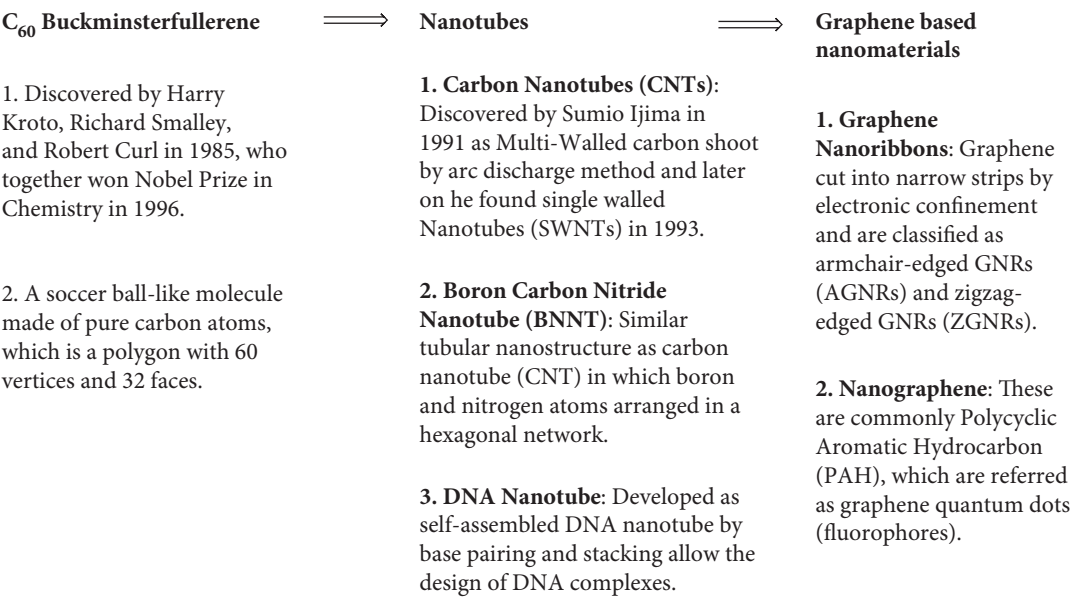 C60 Buckminsterfullerene
1. Discovered by Harry
Kroto, Richard Smalley,
and Robert Curl in 1985, who
together won Nobel Prize in
Chemistry in 1996.
2. A soccer ball-like molecule
made of pure carbon atoms,
which is a polygon with 60
vertices and 32 faces.
Nanotubes
1. Carbon Nanotubes (CNTs):
Discovered by Sumio Ijima in
1991 as Multi-Walled carbon shoot
by arc discharge method and later
on he found single walled
Nanotubes (SWNTs) in 1993.
2. Boron Carbon Nitride
Nanotube (BNNT): Similar
tubular nanostructure as carbon
nanotube (CNT) in which boron
and nitrogen atoms arranged in a
hexagonal network.
3. DNA Nanotube: Developed as
self-assembled DNA nanotube by
base pairing and stacking allow the
design of DNA complexes.
Graphene based
nanomaterials
1. Graphene
Nanoribbons: Graphene
cut into narrow strips by
electronic confinement
and are classified as
armchair-edged GNRs
(AGNRs) and zigzag-
edged GNRs (ZGNRs).
2. Nanographene: These
are commonly Polycyclic
Aromatic Hydrocarbon
(PAH), which are referred
as graphene quantum dots
(fluorophores).